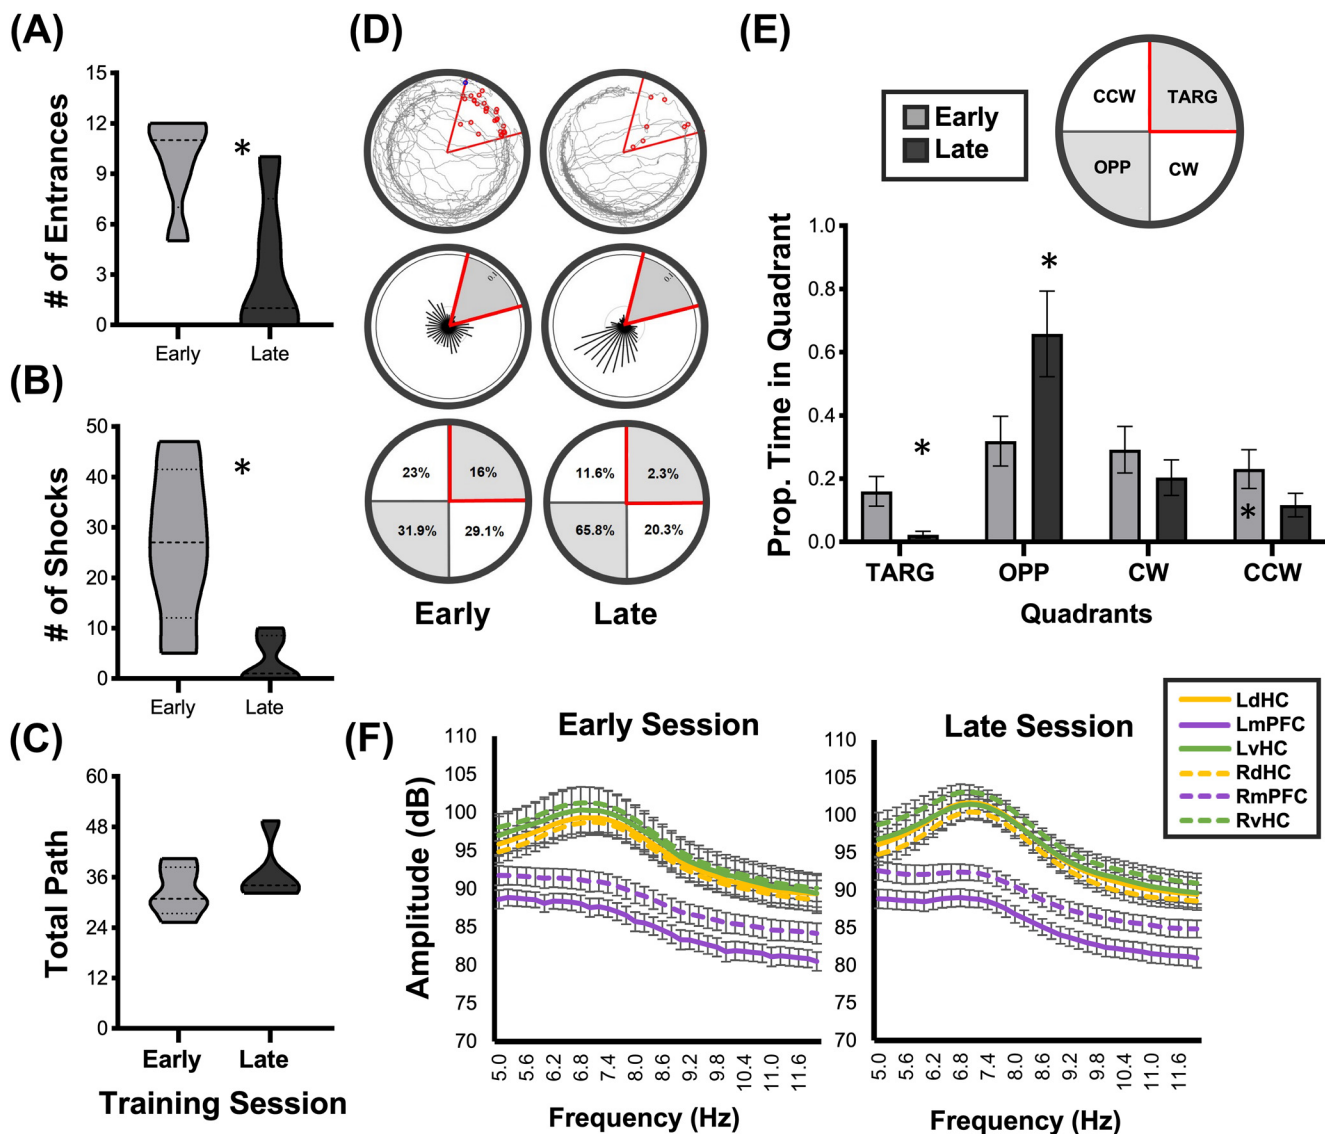 (A)
# of Entrances
15
12
9
6
3
0
*
Early
Late
(B)
# of Shocks
50
40
30
20
10
0
*
Early
Late
(C)
Total Path
60
48
36
24
12
0
Early
Late
Training Session
(D)
0.1
0.1
23%
16%
31.9%
29.1%
11.6%
2.3%
65.8%
20.3%
Early
Late
(E)
Early
Late
CCW
TARG
OPP
CW
Prop. Time in Quadrant
1.0
0.8
0.6
0.4
0.2
0.0
*
*
*
TARG
OPP
CW
CCW
Quadrants
(F)
Early Session
Amplitude (dB)
110
105
100
95
90
85
80
75
70
5.0
5.6
6.2
6.8
7.4
8.0
8.6
9.2
9.8
10.4
11.0
11.6
Frequency (Hz)
Late Session
110
105
100
95
90
85
80
75
70
5.0
5.6
6.2
6.8
7.4
8.0
8.6
9.2
9.8
10.4
11.0
11.6
Frequency (Hz)
LdHC
LmPFC
LvHC
RdHC
RmPFC
RvHC